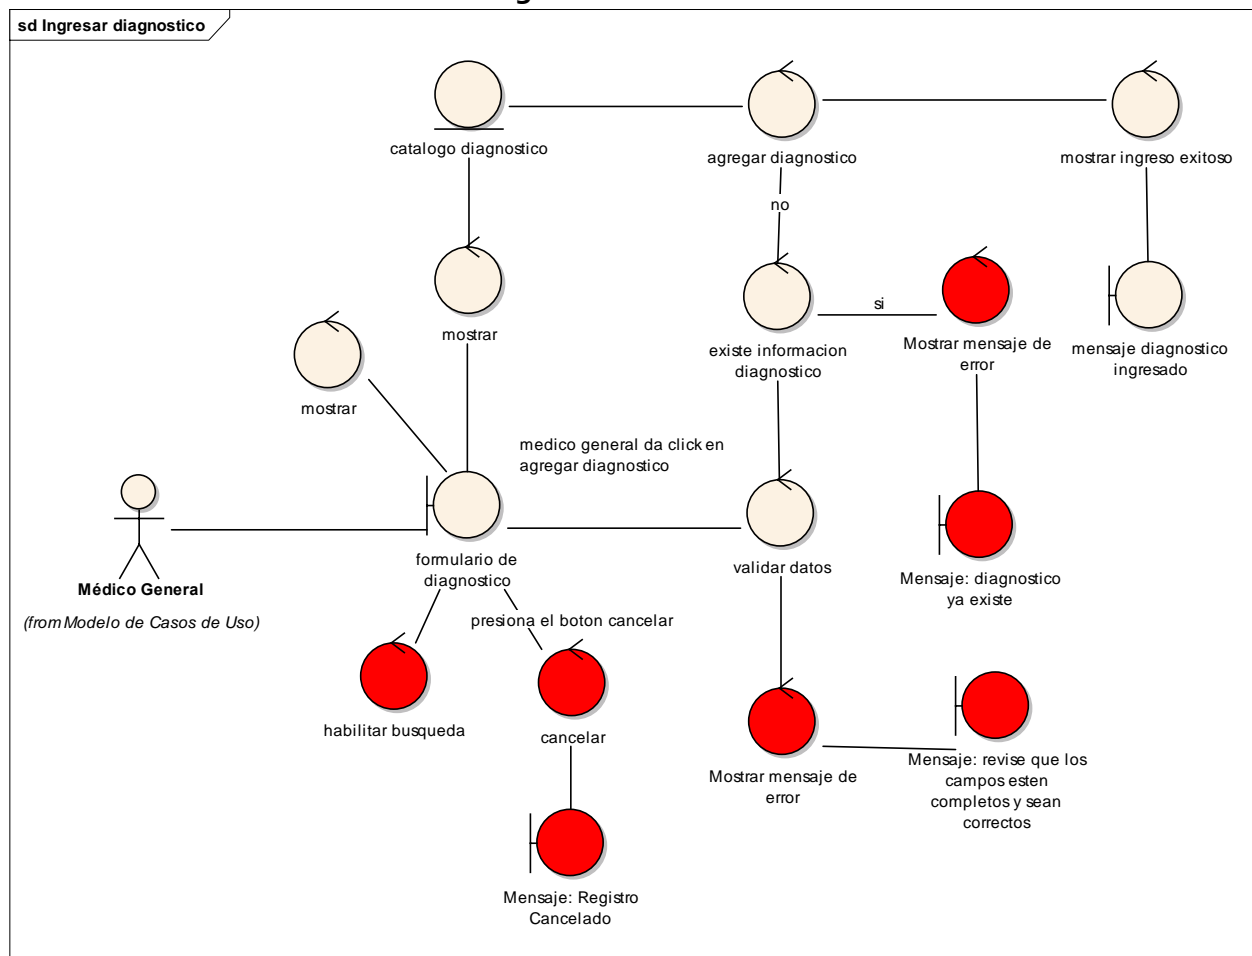 sd Ingresar diagnostico
catalogo diagnostico
agregar diagnostico
mostrar ingreso exitoso
no
mostrar
si
existe informacion
diagnostico
Mostrar mensaje de
error
mensaje diagnostico
ingresado
mostrar
medico general da click en
agregar diagnostico
formulario de
diagnostico
validar datos
Mensaje: diagnostico
ya existe
Médico General
(from Modelo de Casos de Uso)
presiona el boton cancelar
habilitar busqueda
cancelar
Mostrar mensaje de
error
Mensaje: revise que los
campos esten
completos y sean
correctos
Mensaje: Registro
Cancelado